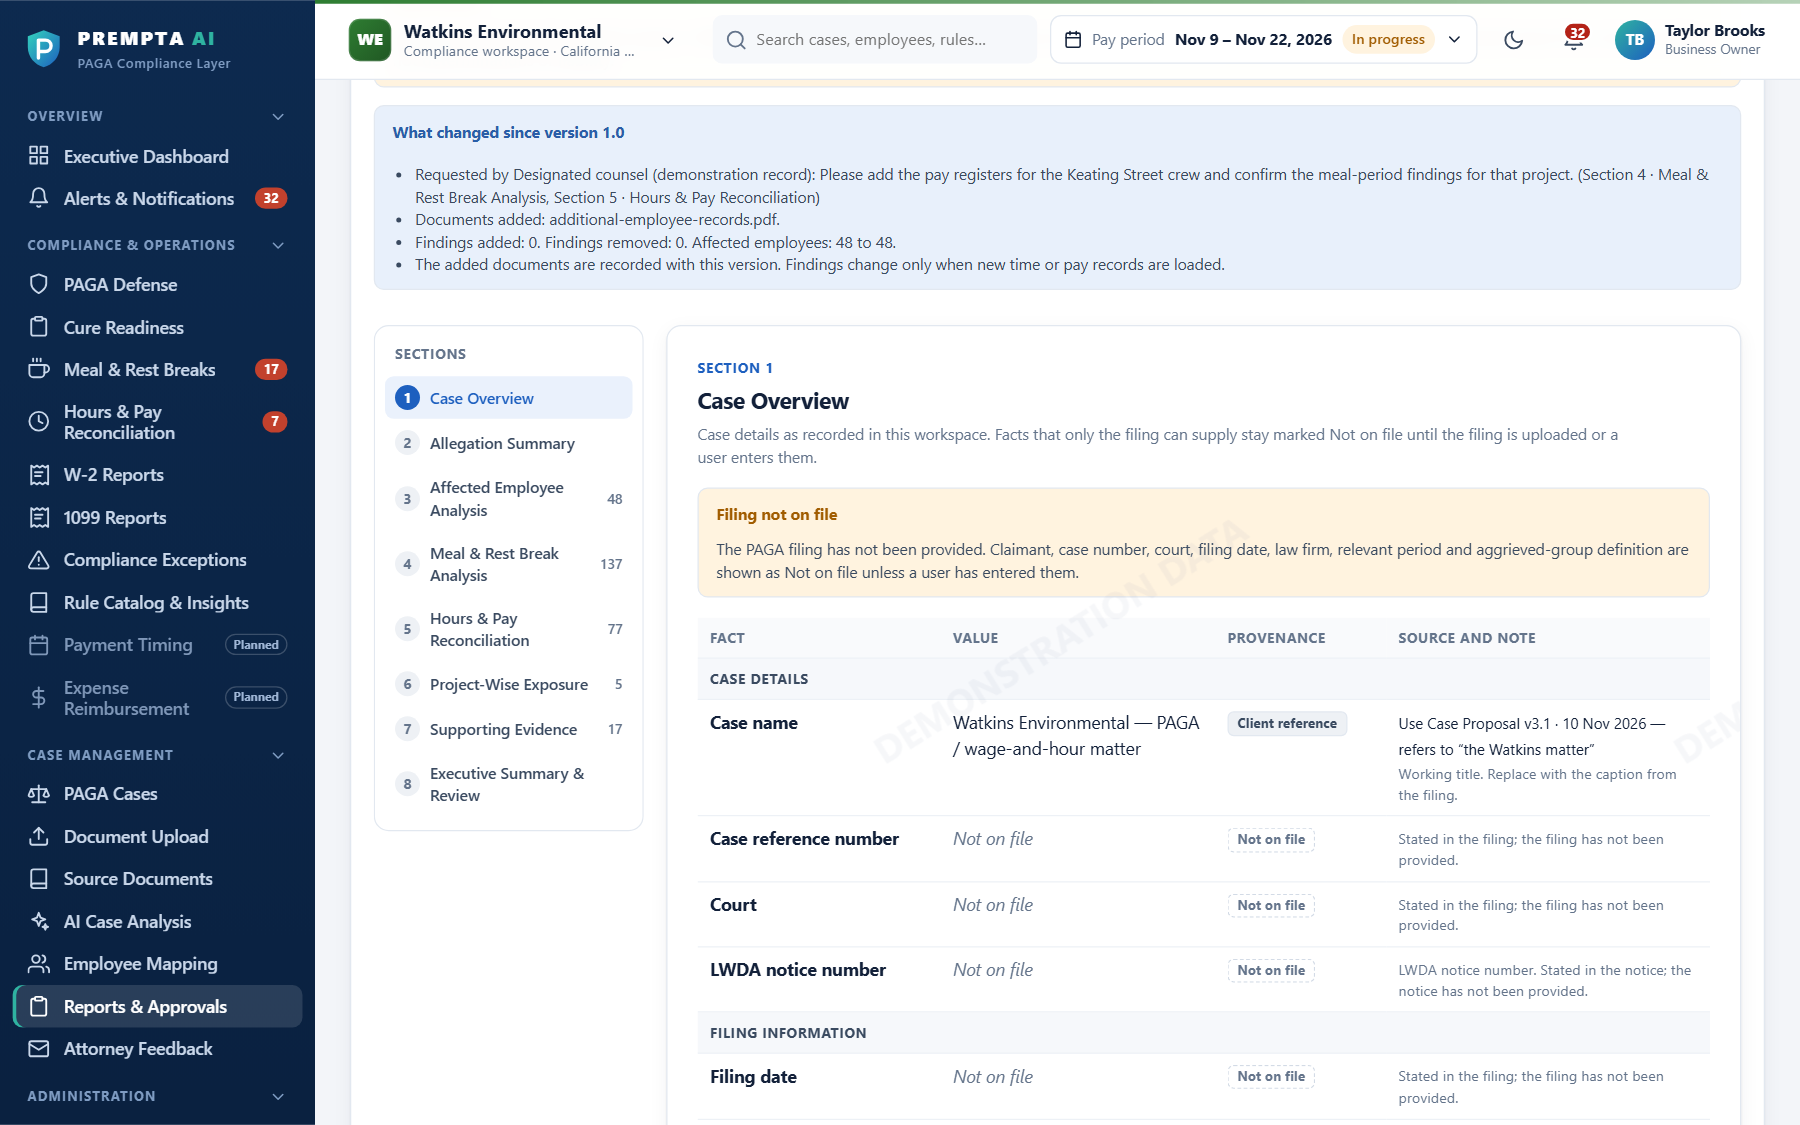 PREMPTA AI
PAGA Compliance Layer
OVERVIEW
Executive Dashboard
Alerts & Notifications 32
COMPLIANCE & OPERATIONS
PAGA Defense
Cure Readiness
Meal & Rest Breaks 17
Hours & Pay
Reconciliation 7
W-2 Reports
1099 Reports
Compliance Exceptions
Rule Catalog & Insights
Payment Timing Planned
Expense
Reimbursement Planned
CASE MANAGEMENT
PAGA Cases
Document Upload
Source Documents
AI Case Analysis
Employee Mapping
Reports & Approvals
Attorney Feedback
ADMINISTRATION
WE
Watkins Environmental
Compliance workspace · California ...
Search cases, employees, rules...
Pay period Nov 9 – Nov 22, 2026 In progress
32
TB
Taylor Brooks
Business Owner
What changed since version 1.0
• Requested by Designated counsel (demonstration record): Please add the pay registers for the Keating Street crew and confirm the meal-period findings for that project. (Section 4 · Meal &
Rest Break Analysis, Section 5 · Hours & Pay Reconciliation)
• Documents added: additional-employee-records.pdf.
• Findings added: 0. Findings removed: 0. Affected employees: 48 to 48.
• The added documents are recorded with this version. Findings change only when new time or pay records are loaded.
SECTIONS
1 Case Overview
2 Allegation Summary
3 Affected Employee
Analysis 48
4 Meal & Rest Break
Analysis 137
5 Hours & Pay
Reconciliation 77
6 Project-Wise Exposure 5
7 Supporting Evidence 17
8 Executive Summary &
Review
SECTION 1
Case Overview
Case details as recorded in this workspace. Facts that only the filing can supply stay marked Not on file until the filing is uploaded or a
user enters them.
Filing not on file
The PAGA filing has not been provided. Claimant, case number, court, filing date, law firm, relevant period and aggrieved-group definition are
shown as Not on file unless a user has entered them.
FACT VALUE PROVENANCE SOURCE AND NOTE
CASE DETAILS
Case name Watkins Environmental — PAGA
/ wage-and-hour matter Client reference Use Case Proposal v3.1 · 10 Nov 2026 —
refers to “the Watkins matter”
Working title. Replace with the caption from
the filing.
Case reference number Not on file Not on file Stated in the filing; the filing has not been
provided.
Court Not on file Not on file Stated in the filing; the filing has not been
provided.
LWDA notice number Not on file Not on file LWDA notice number. Stated in the notice; the
notice has not been provided.
FILING INFORMATION
Filing date Not on file Not on file Stated in the filing; the filing has not been
provided.
DEMONSTRATION DATA
DEM